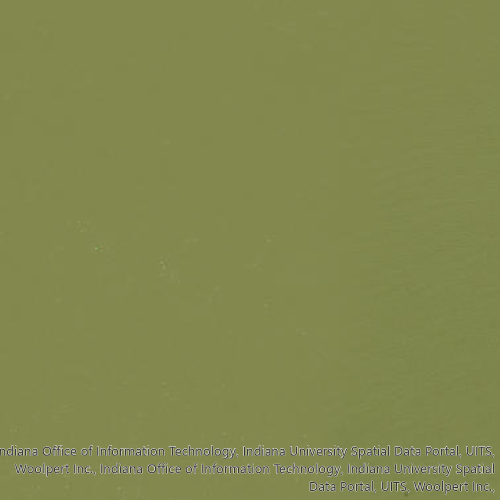 ndiana Office of Information Technology, Indiana University Spatial Data Portal, UITS,
Woolpert Inc., Indiana Office of Information Technology, Indiana University Spatial
Data Portal, UITS, Woolpert Inc.